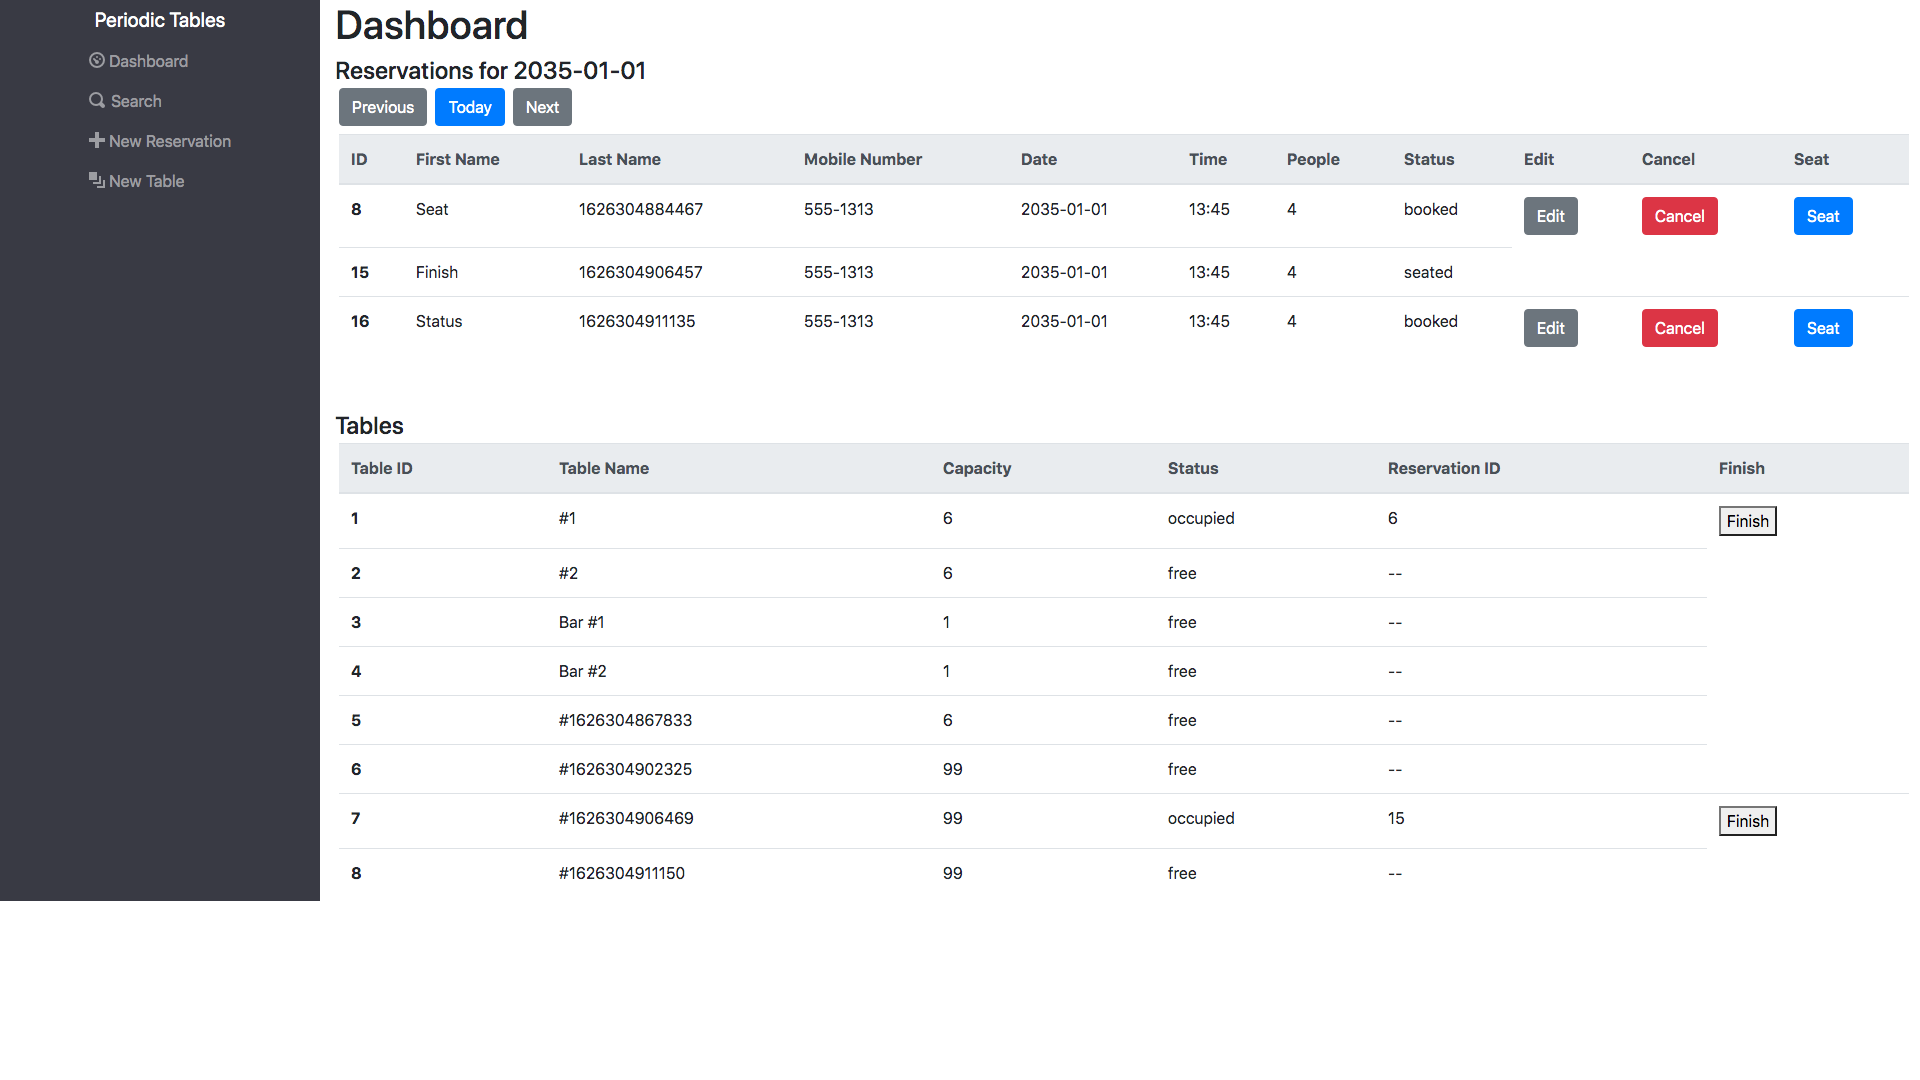 Periodic Tables
Dashboard
Search
New Reservation
New Table
Dashboard
Reservations for 2035-01-01
Previous Today Next
ID First Name Last Name Mobile Number Date Time People Status Edit Cancel Seat
8 Seat 1626304884467 555-1313 2035-01-01 13:45 4 booked Edit Cancel Seat
15 Finish 1626304906457 555-1313 2035-01-01 13:45 4 seated
16 Status 1626304911135 555-1313 2035-01-01 13:45 4 booked Edit Cancel Seat
Tables
Table ID Table Name Capacity Status Reservation ID Finish
1 #1 6 occupied 6 Finish
2 #2 6 free --
3 Bar #1 1 free --
4 Bar #2 1 free --
5 #1626304867833 6 free --
6 #1626304902325 99 free --
7 #1626304906469 99 occupied 15 Finish
8 #1626304911150 99 free --